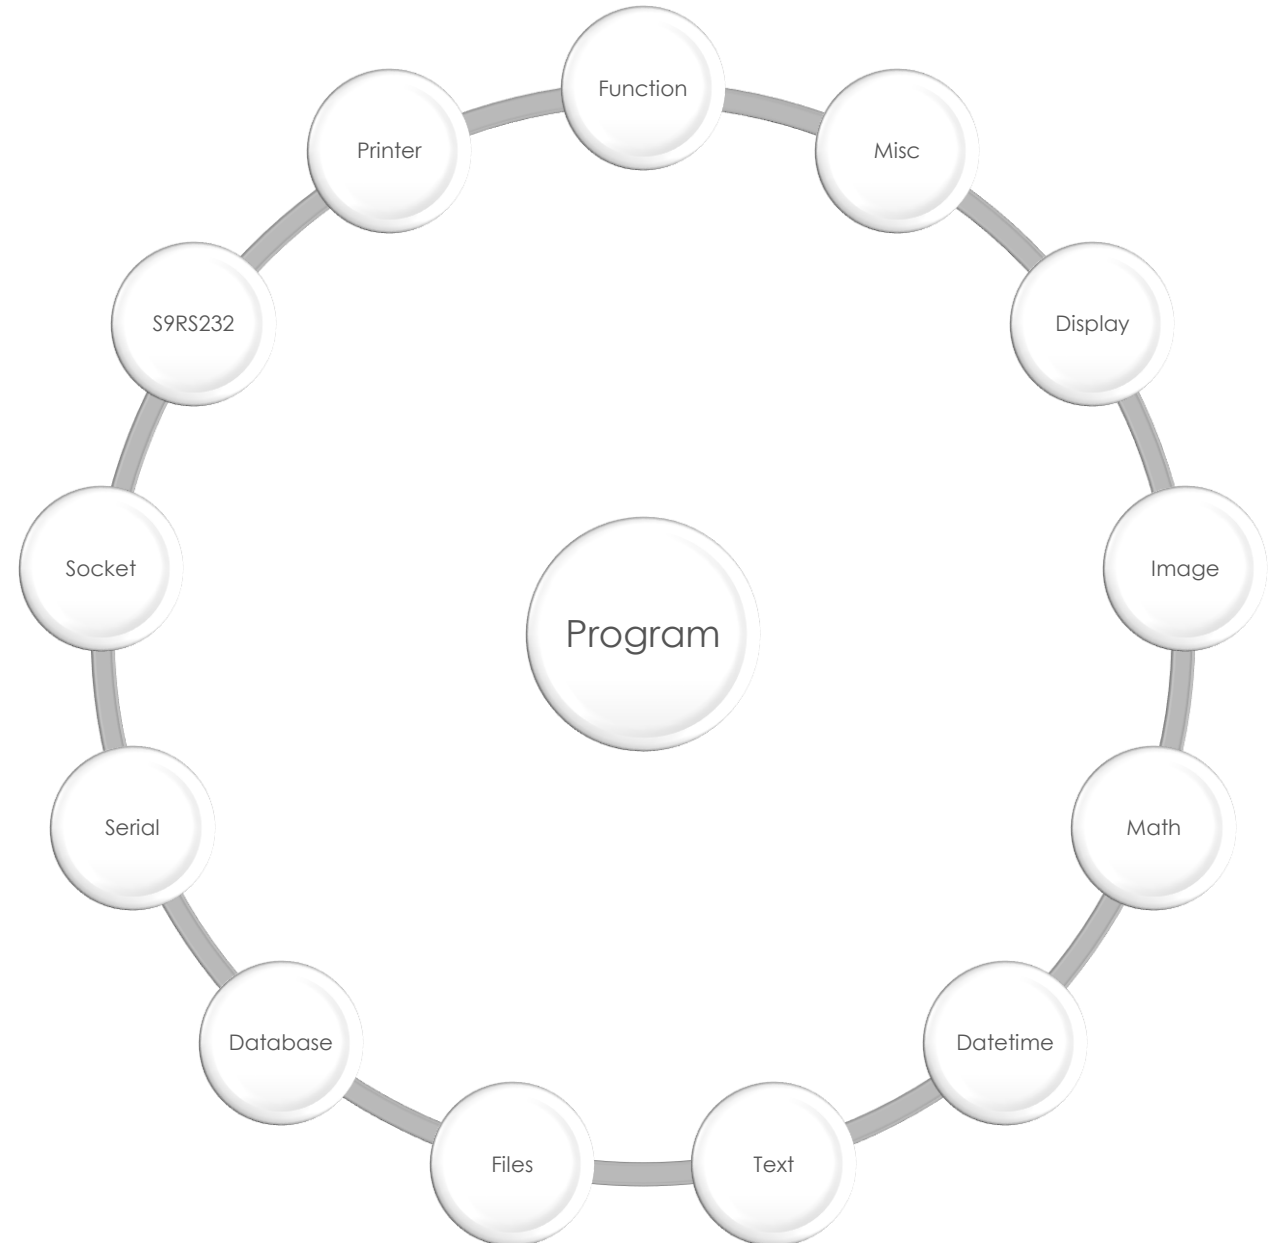 Function
Printer
Misc
S9RS232
Display
Socket
Image
Program
Serial
Math
Database
Datetime
Files
Text